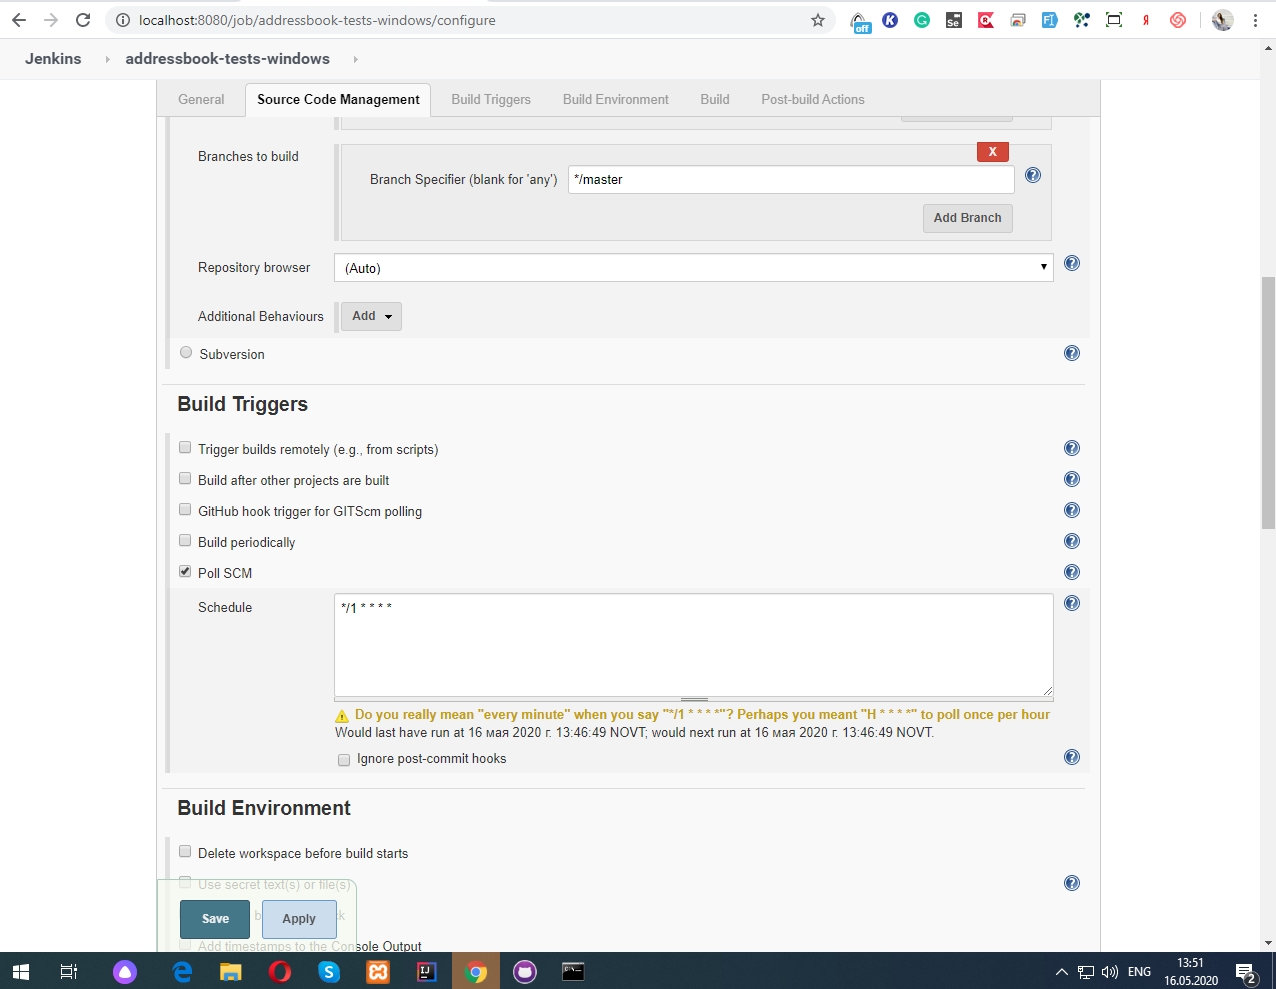 localhost:8080/job/addressbook-tests-windows/configure
off
Se
Jenkins
addressbook-tests-windows
General
Source Code Management
Build Triggers
Build Environment
Build
Post-build Actions
Branches to build
X
Branch Specifier (blank for 'any')
*/master
Add Branch
Repository browser
(Auto)
Additional Behaviours
Add
Subversion
Build Triggers
Trigger builds remotely (e.g., from scripts)
Build after other projects are built
GitHub hook trigger for GITScm polling
Build periodically
Poll SCM
Schedule
*/1 * * * *
Do you really mean "every minute" when you say "*/1 * * * *"? Perhaps you meant "H * * * *" to poll once per hour
Would last have run at 16 мая 2020 г. 13:46:49 NOVT; would next run at 16 мая 2020 г. 13:46:49 NOVT.
Ignore post-commit hooks
Build Environment
Delete workspace before build starts
Use secret text(s) or file(s)
Save
Apply
Add timestamps to the Console Output
ENG
13:51
16.05.2020
2